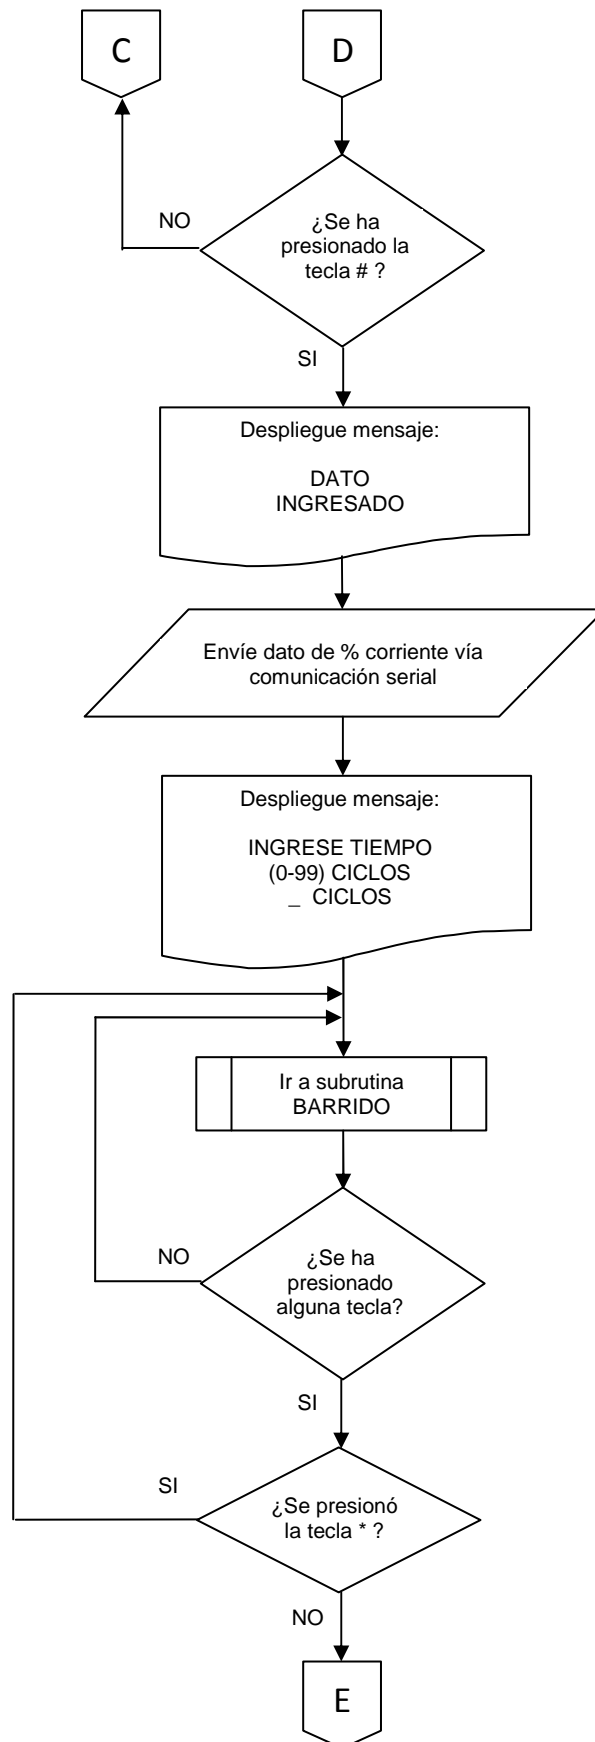 C
D
NO
¿Se ha
presionado la
tecla # ?
SI
Despliegue mensaje:
DATO
INGRESADO
Envíe dato de % corriente vía
comunicación serial
Despliegue mensaje:
INGRESE TIEMPO
(0-99) CICLOS
_ CICLOS
Ir a subrutina
BARRIDO
NO
¿Se ha
presionado
alguna tecla?
SI
SI
¿Se presionó
la tecla * ?
NO
E